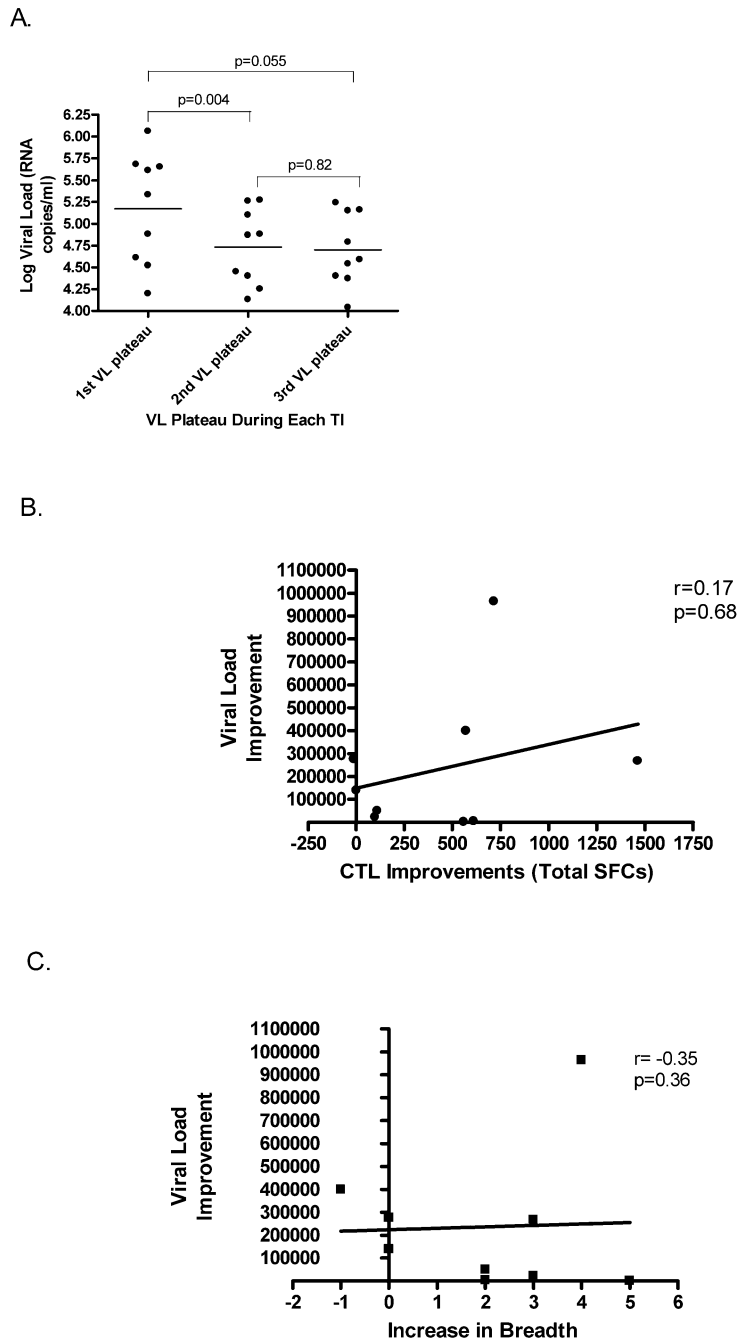 A.
p=0.055
p=0.004
p=0.82
6.25
6.00
5.75
5.50
5.25
5.00
4.75
4.50
4.25
4.00
Log Viral Load (RNA
copies/ml)
1st VL plateau
2nd VL plateau
3rd VL plateau
VL Plateau During Each TI
B.
1100000
1000000
900000
800000
700000
600000
500000
400000
300000
200000
100000
Viral Load
Improvement
r=0.17
p=0.68
-250 0 250 500 750 1000 1250 1500 1750
CTL Improvements (Total SFCs)
C.
1100000
1000000
900000
800000
700000
600000
500000
400000
300000
200000
100000
Viral Load
Improvement
r= -0.35
p=0.36
-2 -1 0 1 2 3 4 5 6
Increase in Breadth